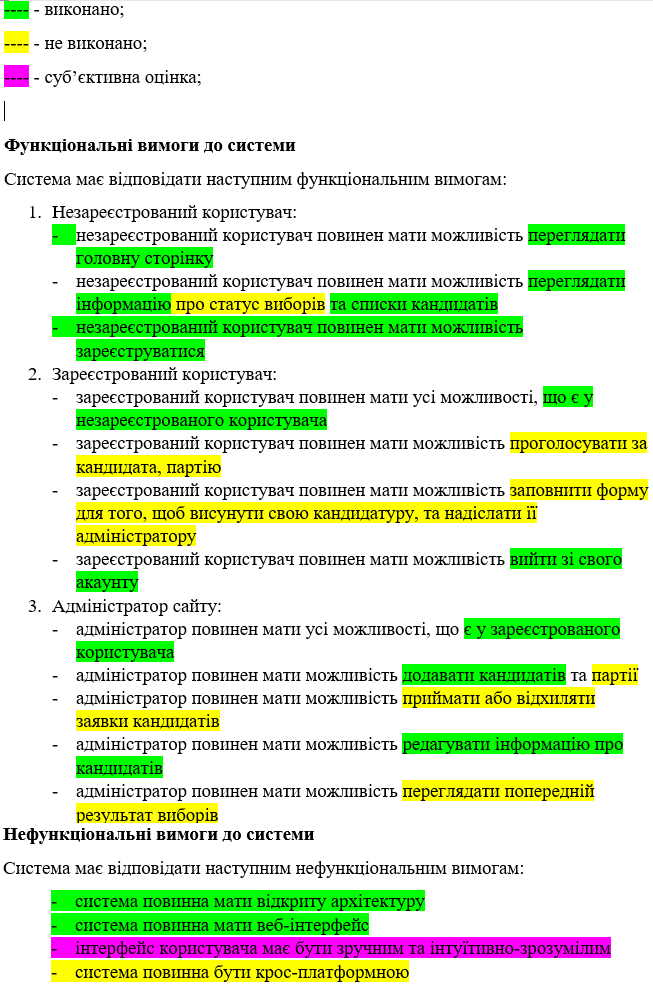 ---- - виконано;
---- - не виконано;
---- - суб’єктивна оцінка;
Функціональні вимоги до системи
Система має відповідати наступним функціональним вимогам:
1. Незареєстрований користувач:
- незареєстрований користувач повинен мати можливість переглядати
головну сторінку
- незареєстрований користувач повинен мати можливість переглядати
інформацію про статус виборів та списки кандидатів
- незареєстрований користувач повинен мати можливість
зареєструватися
2. Зареєстрований користувач:
- зареєстрований користувач повинен мати усі можливості, що є у
незареєстрованого користувача
- зареєстрований користувач повинен мати можливість проголосувати за
кандидата, партію
- зареєстрований користувач повинен мати можливість заповнити форму
для того, щоб висунути свою кандидатуру, та надіслати її
адміністратору
- зареєстрований користувач повинен мати можливість вийти зі свого
акаунту
3. Адміністратор сайту:
- адміністратор повинен мати усі можливості, що є у зареєстрованого
користувача
- адміністратор повинен мати можливість додавати кандидатів та партії
- адміністратор повинен мати можливість приймати або відхиляти
заявки кандидатів
- адміністратор повинен мати можливість редагувати інформацію про
кандидатів
- адміністратор повинен мати можливість переглядати попередній
результат виборів
Нефункціональні вимоги до системи
Система має відповідати наступним нефункціональним вимогам:
- система повинна мати відкриту архітектуру
- система повинна мати веб-інтерфейс
- інтерфейс користувача має бути зручним та інтуїтивно-зрозумілим
- система повинна бути крос-платформною